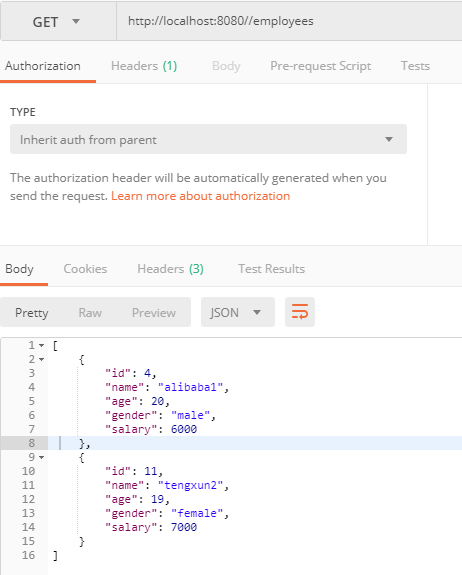 GET http://localhost:8080//employees
Authorization Headers (1) Body Pre-request Script Tests
TYPE
Inherit auth from parent
The authorization header will be automatically generated when you
send the request. Learn more about authorization
Body Cookies Headers (3) Test Results
Pretty Raw Preview JSON
1 [
2 {
3 "id": 4,
4 "name": "alibaba1",
5 "age": 20,
6 "gender": "male",
7 "salary": 6000
8 },
9 {
10 "id": 11,
11 "name": "tengxun2",
12 "age": 19,
13 "gender": "female",
14 "salary": 7000
15 }
16 ]